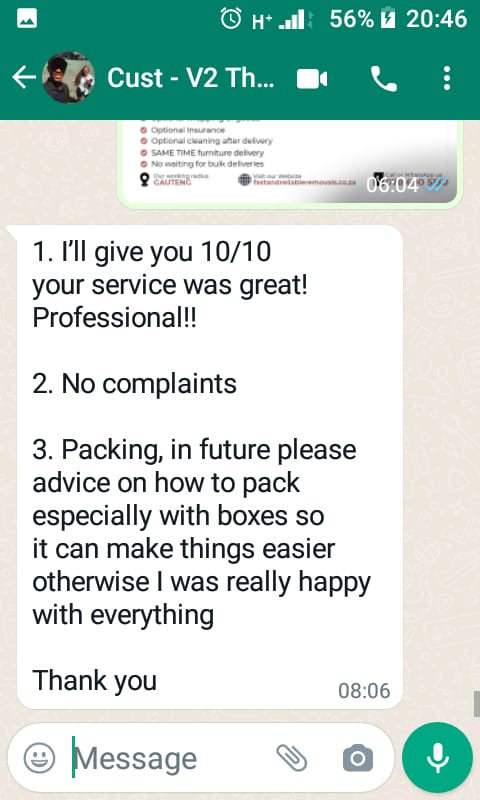 H+ 56% 20:46
Cust - V2 Th...
Optional Insurance
Optional cleaning after delivery
SAME TIME furniture delivery
No waiting for bulk deliveries
Our working radius
GAUTENG
Visit our Website
fastandreliableremovals.co.za
06:04
1. I’ll give you 10/10
your service was great!
Professional!!
2. No complaints
3. Packing, in future please
advice on how to pack
especially with boxes so
it can make things easier
otherwise I was really happy
with everything
Thank you
08:06
Message